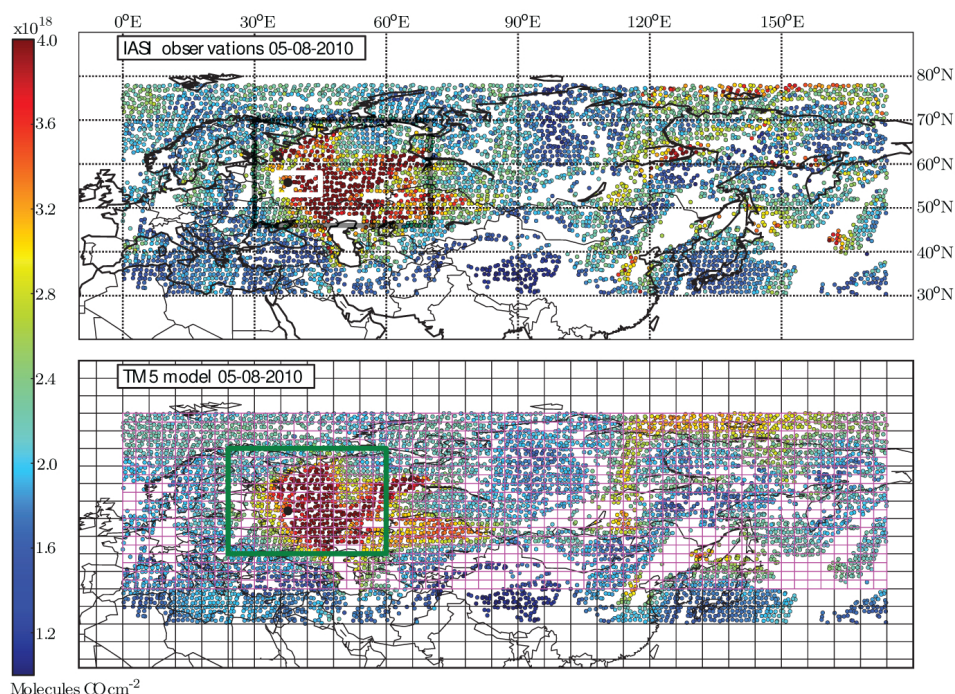 x10¹⁸
0°E 30°E 60°E 90°E 120°E 150°E
4.0
3.6
3.2
2.8
2.4
2.0
1.6
1.2
Molecules CO cm⁻²
IASI observations 05-08-2010
80°N
70°N
60°N
50°N
40°N
30°N
TM5 model 05-08-2010